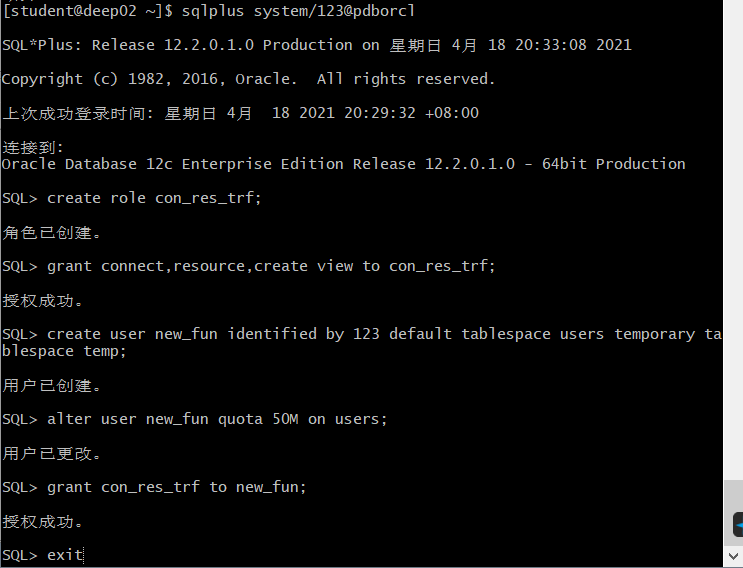 [student@deep02 ~]$ sqlplus system/123@pdborcl
SQL*Plus: Release 12.2.0.1.0 Production on 星期日 4月 18 20:33:08 2021
Copyright (c) 1982, 2016, Oracle.  All rights reserved.
上次成功登录时间: 星期日 4月  18 2021 20:29:32 +08:00
连接到:
Oracle Database 12c Enterprise Edition Release 12.2.0.1.0 - 64bit Production
SQL> create role con_res_trf;
角色已创建。
SQL> grant connect,resource,create view to con_res_trf;
授权成功。
SQL> create user new_fun identified by 123 default tablespace users temporary ta
blespace temp;
用户已创建。
SQL> alter user new_fun quota 50M on users;
用户已更改。
SQL> grant con_res_trf to new_fun;
授权成功。
SQL> exit